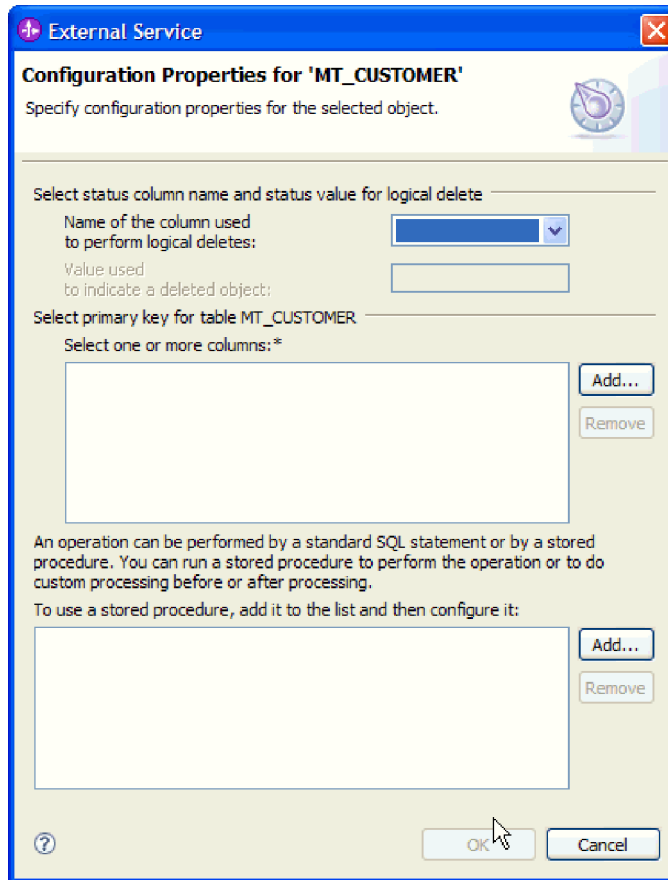 External Service
Configuration Properties for 'MT_CUSTOMER'
Specify configuration properties for the selected object.
Select status column name and status value for logical delete
Name of the column used
to perform logical deletes:
Value used
to indicate a deleted object:
Select primary key for table MT_CUSTOMER
Select one or more columns:*
Add...
Remove
An operation can be performed by a standard SQL statement or by a stored
procedure. You can run a stored procedure to perform the operation or to do
custom processing before or after processing.
To use a stored procedure, add it to the list and then configure it:
Add...
Remove
?
OK
Cancel